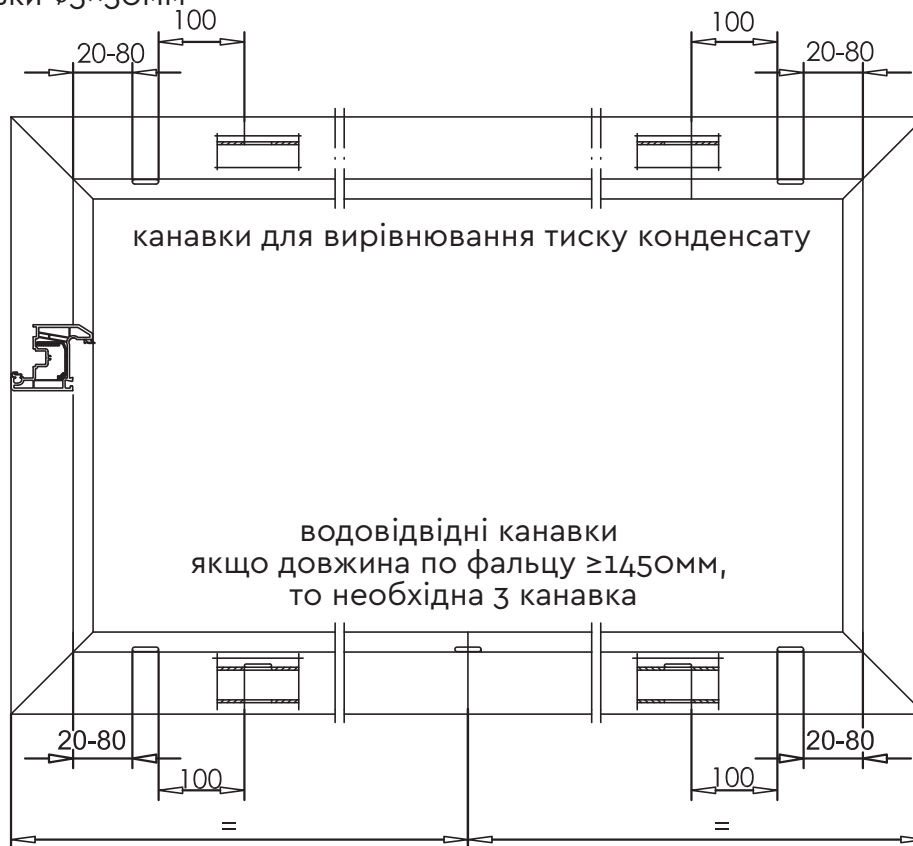 100 100
20-80 20-80
канавки для вирівнювання тиску конденсату
водовідвідні канавки
якщо довжина по фальцу ≥1450мм,
то необхідна 3 канавка
20-80 20-80
100 100
= =